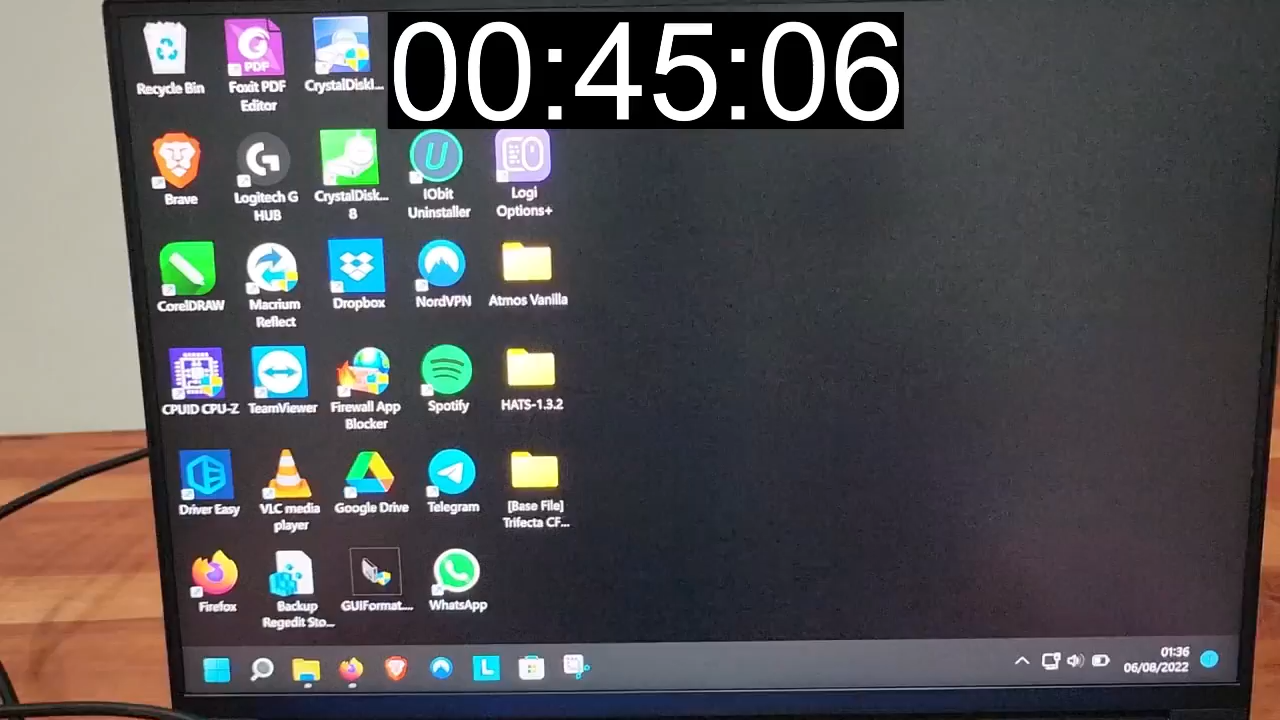 00:45:06
Recycle Bin
PDF
Foxit PDF
Editor
CrystalDiskI...
Brave
Logitech G
HUB
CrystalDisk...
8
IObit
Uninstaller
Logi
Options+
CorelDRAW
Macrium
Reflect
Dropbox
NordVPN
Atmos Vanilla
CPUID CPU-Z
TeamViewer
Firewall App
Blocker
Spotify
HATS-1.3.2
Driver Easy
VLC media
player
Google Drive
Telegram
[Base File]
Trifecta CF...
Firefox
Backup
Regedit Sto...
GUIFormat....
WhatsApp
L
01:36
06/08/2022